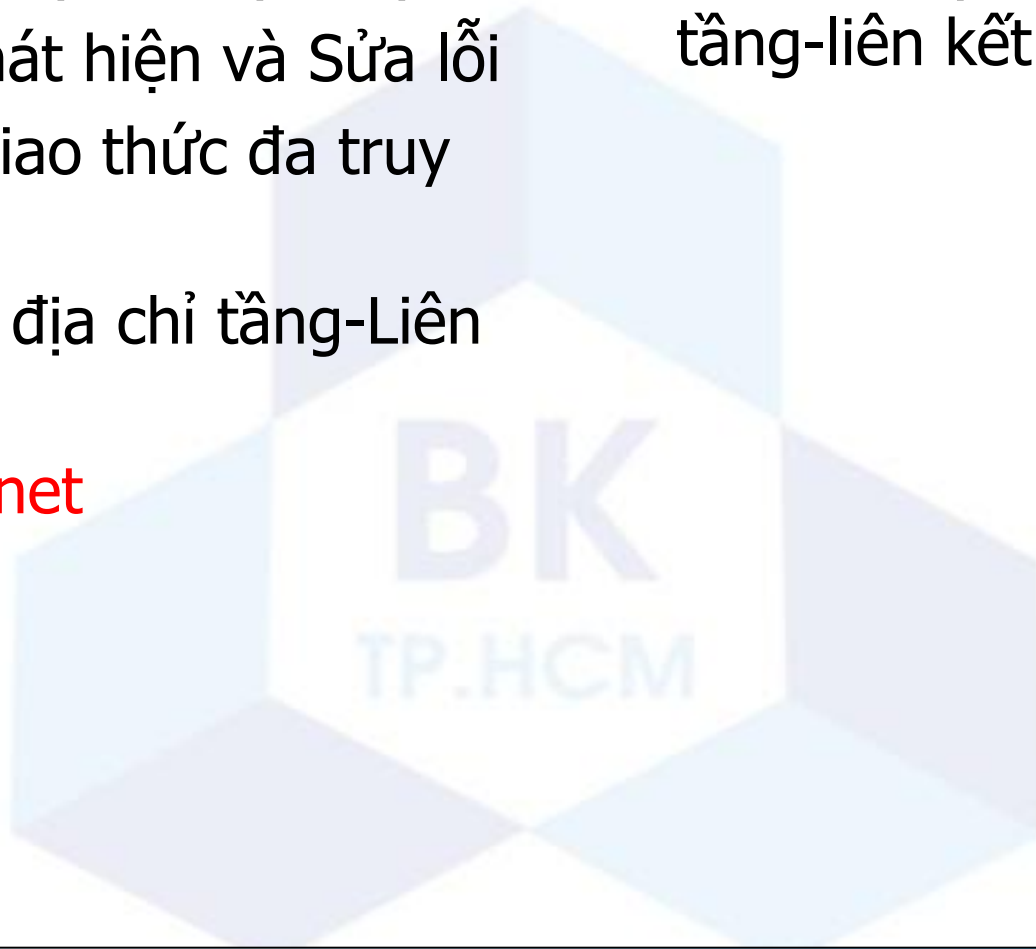 át hiện và Sửa lỗi
tầng-liên kết
iao thức đa truy
địa chỉ tầng-Liên
net
BK
TP.HCM